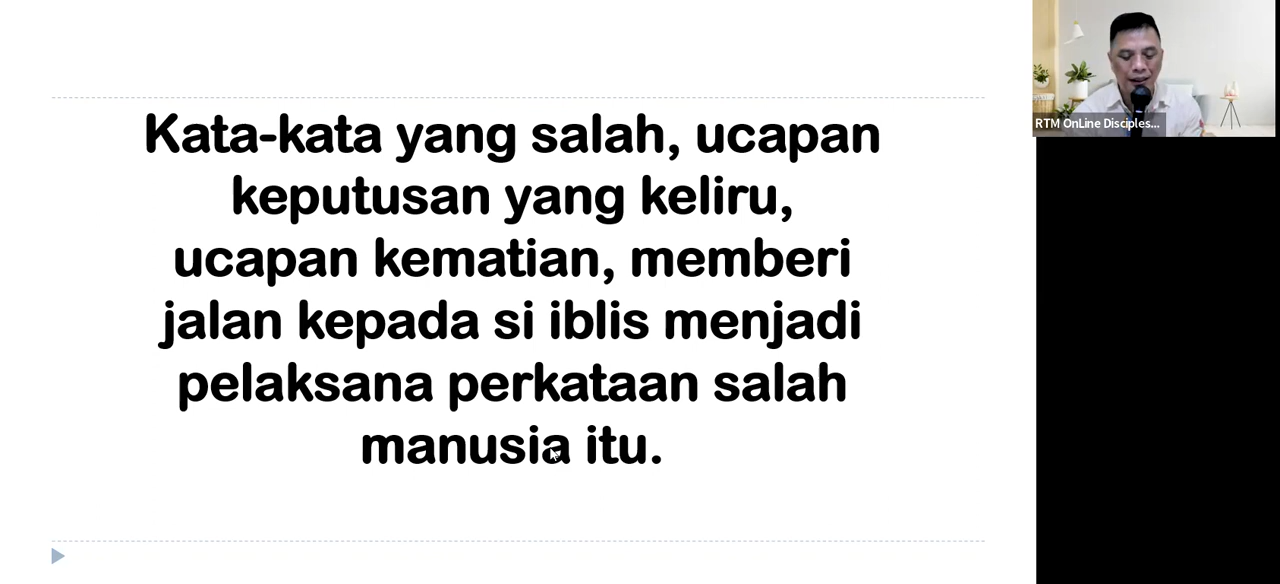 Kata-kata yang salah, ucapan
keputusan yang keliru,
ucapan kematian, memberi
jalan kepada si iblis menjadi
pelaksana perkataan salah
manusia itu.
RTM OnLine Disciples...